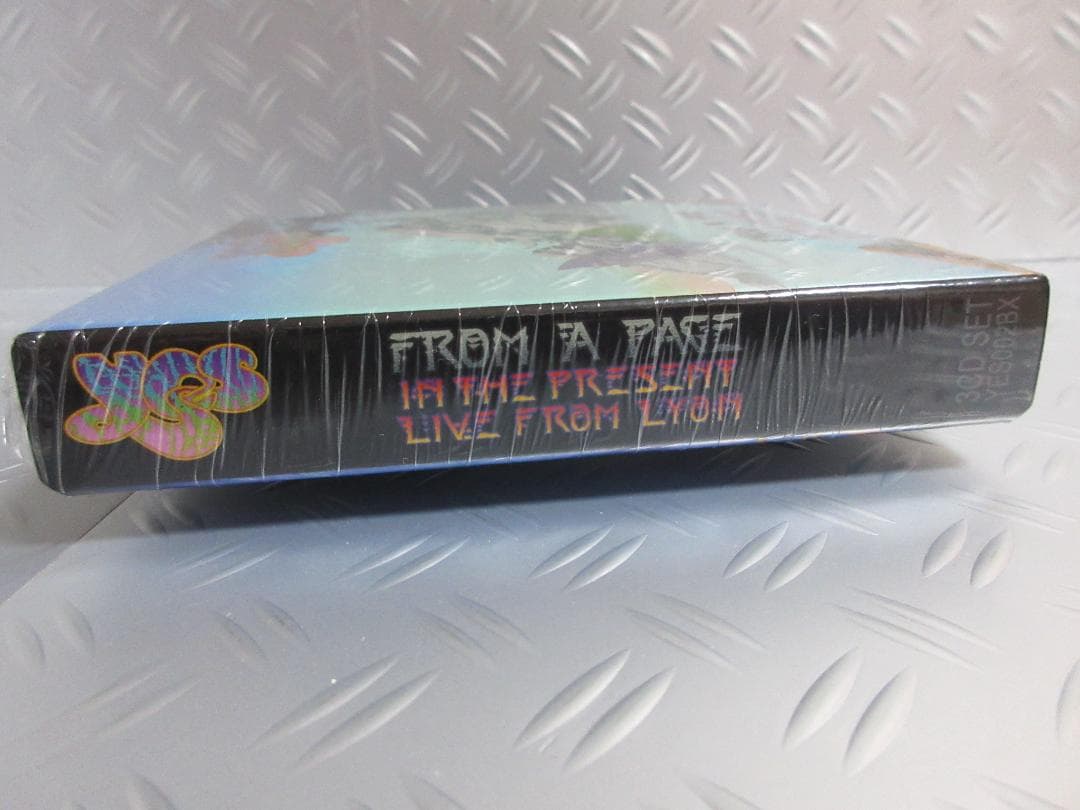 YES
FROM A PAGE
IN THE PRESENT
LIVE FROM LYON
3CD SET
YES002BX